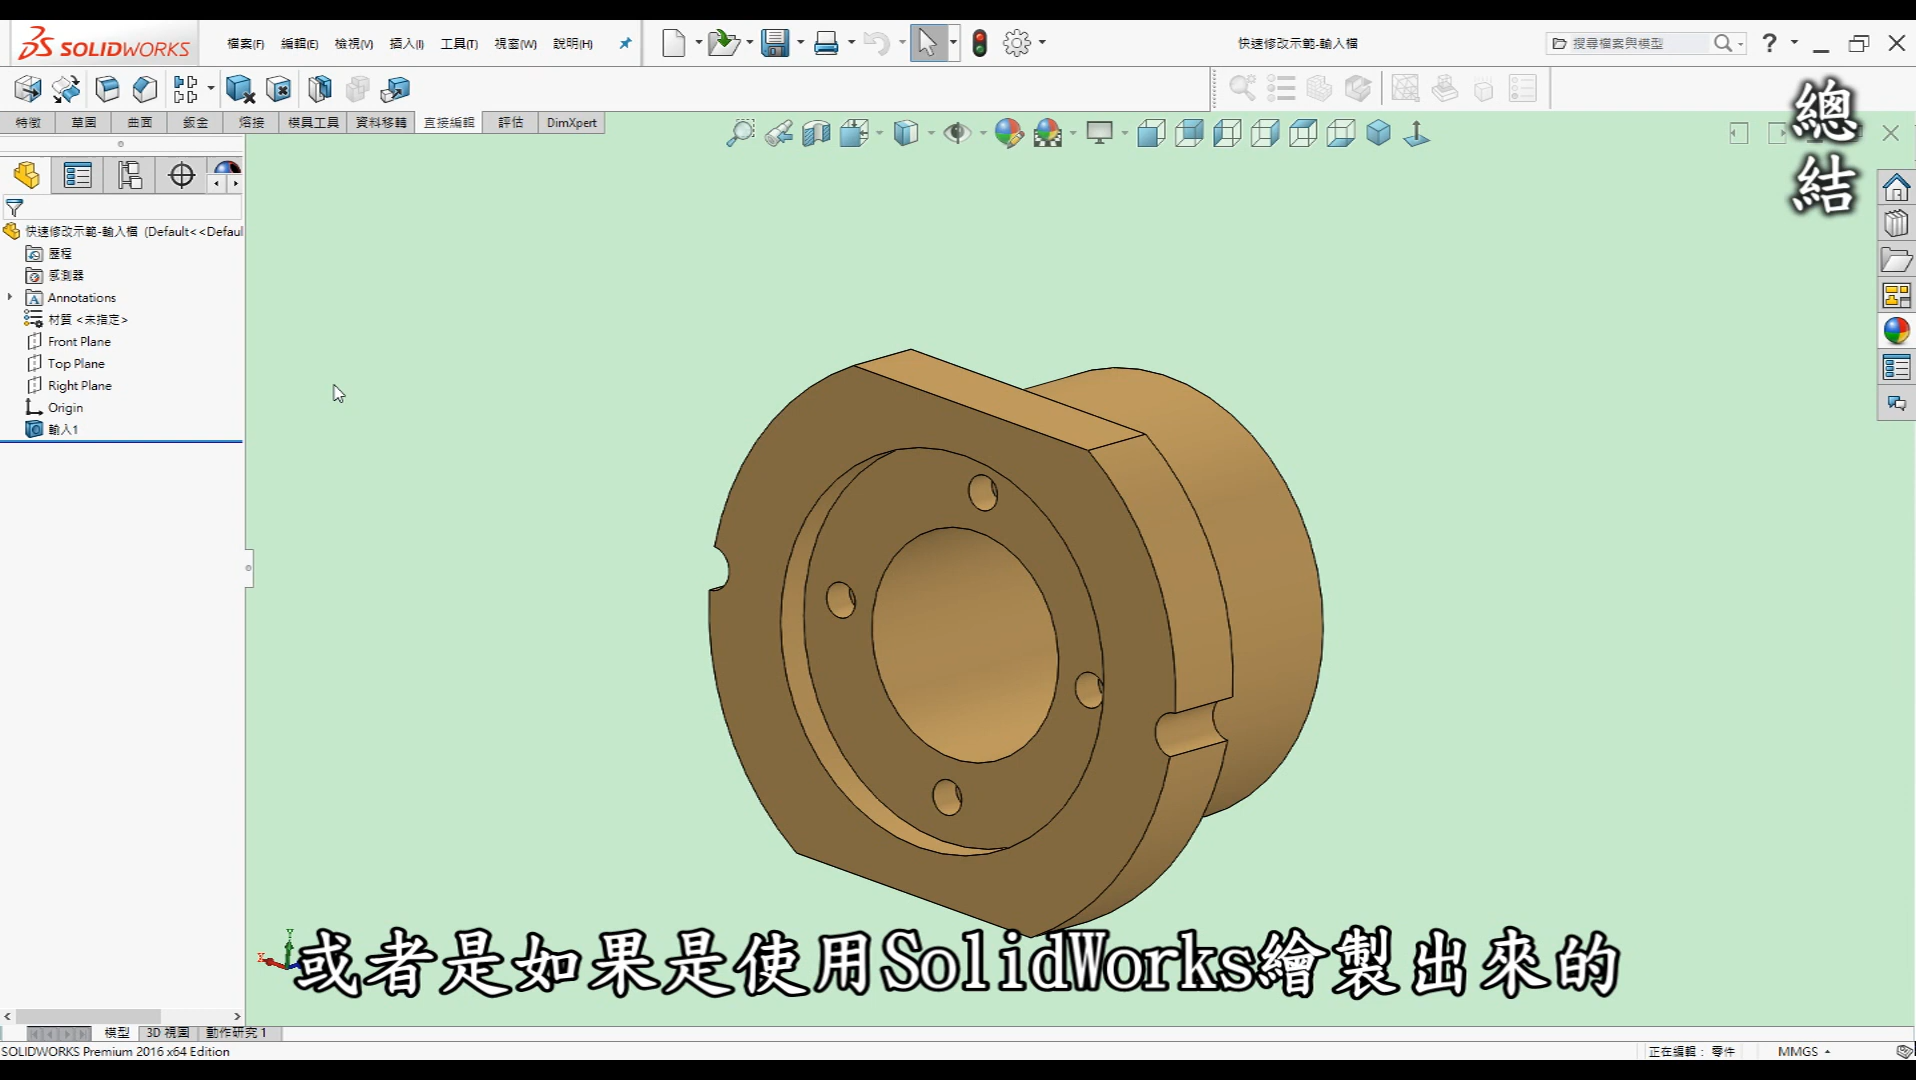 SOLIDWORKS
檔案(F) 編輯(E) 檢視(V) 插入(I) 工具(T) 視窗(W) 說明(H)
快速修改示範-輸入檔
搜尋檔案與模型
?
特徵 草圖 曲面 鈑金 熔接 模具工具 資料移轉 直接編輯 評估 DimXpert
總結
快速修改示範-輸入檔 (Default<<Defaul
歷程
感測器
Annotations
材質 <未指定>
Front Plane
Top Plane
Right Plane
Origin
輸入1
Y
X
或者是如果是使用SolidWorks繪製出來的
模型 3D 視圖 動作研究 1
SOLIDWORKS Premium 2016 x64 Edition
正在編輯： 零件
MMGS